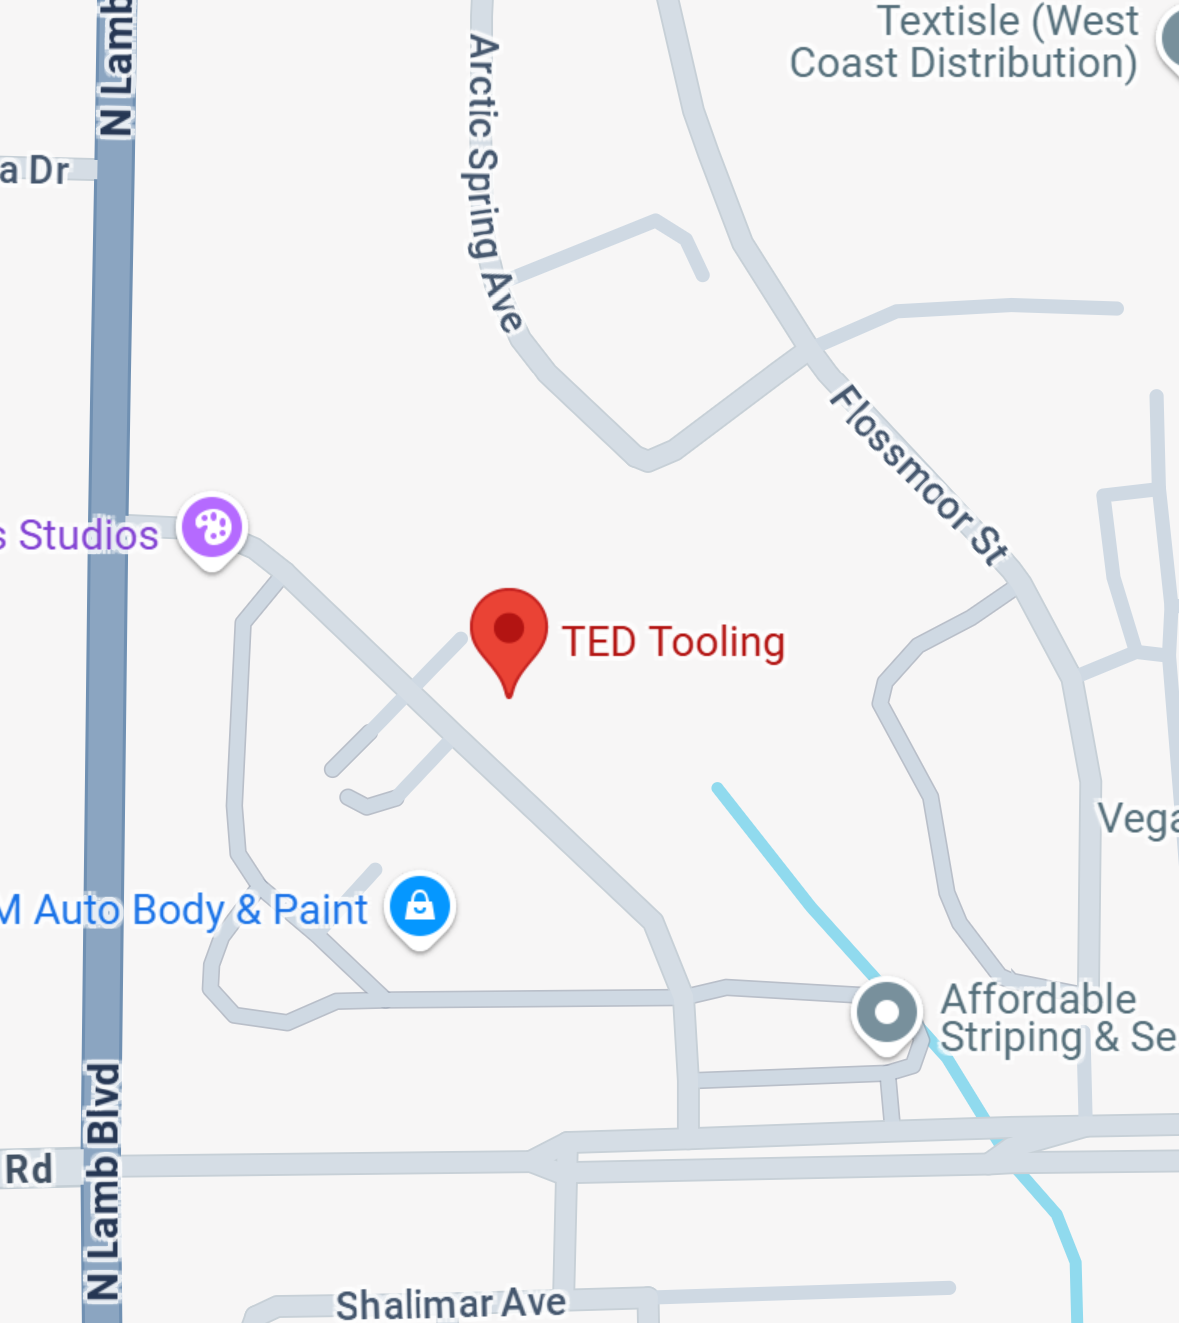 N Lamb
Arctic Spring Ave
Textisle (West
Coast Distribution)
a Dr
Flossmoor St
s Studios
TED Tooling
Vega
M Auto Body & Paint
Affordable
Striping & Se
N Lamb Blvd
Rd
Shalimar Ave